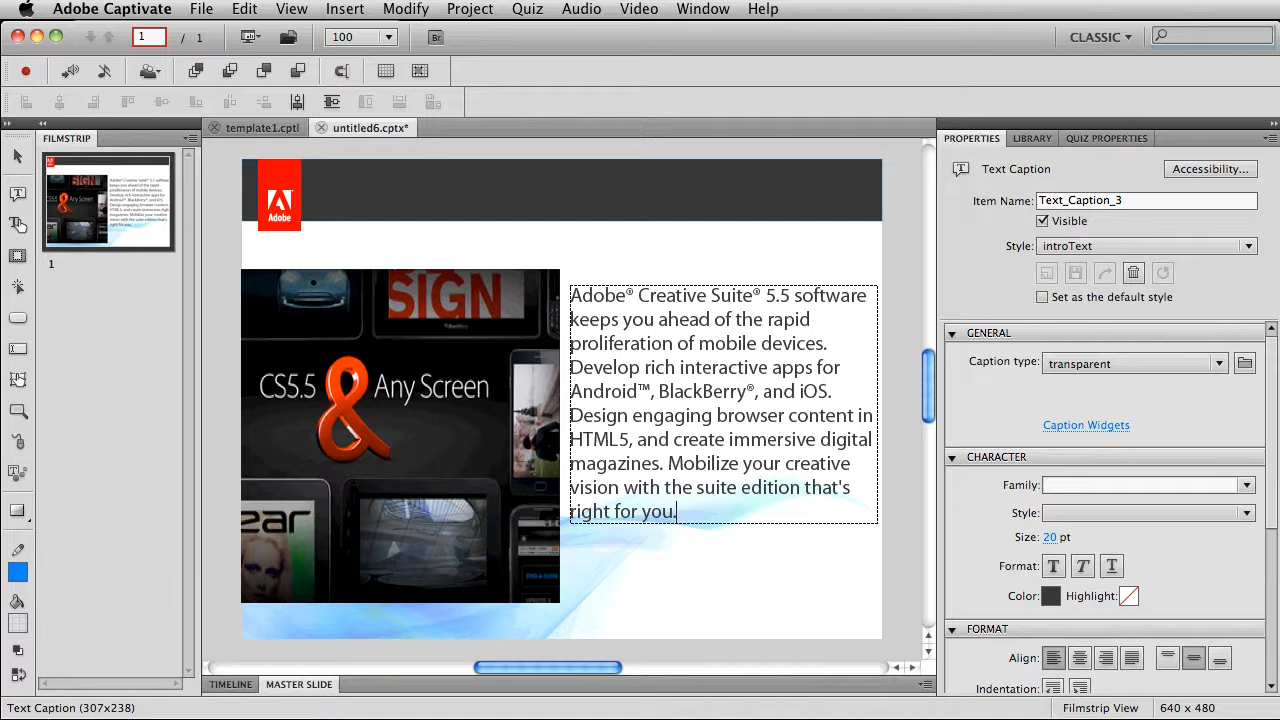 Adobe Captivate File Edit View Insert Modify Project Quiz Audio Video Window Help
1 / 1 100 Br CLASSIC
template1.cptl untitled6.cptx*
FILMSTRIP
1
Adobe
SIGN
BlackBerry
CS5.5 & Any Screen
zar
FIND A
UPDATES &
Adobe® Creative Suite® 5.5 software
keeps you ahead of the rapid
proliferation of mobile devices.
Develop rich interactive apps for
Android™, BlackBerry®, and iOS.
Design engaging browser content in
HTML5, and create immersive digital
magazines. Mobilize your creative
vision with the suite edition that's
right for you.
PROPERTIES LIBRARY QUIZ PROPERTIES
Text Caption Accessibility...
Item Name: Text_Caption_3
Visible
Style: introText
Set as the default style
GENERAL
Caption type: transparent
Caption Widgets
CHARACTER
Family:
Style:
Size: 20 pt
Format: T T T
Color: Highlight:
FORMAT
Align:
Indentation:
TIMELINE MASTER SLIDE
Text Caption (307x238) Filmstrip View 640 x 480